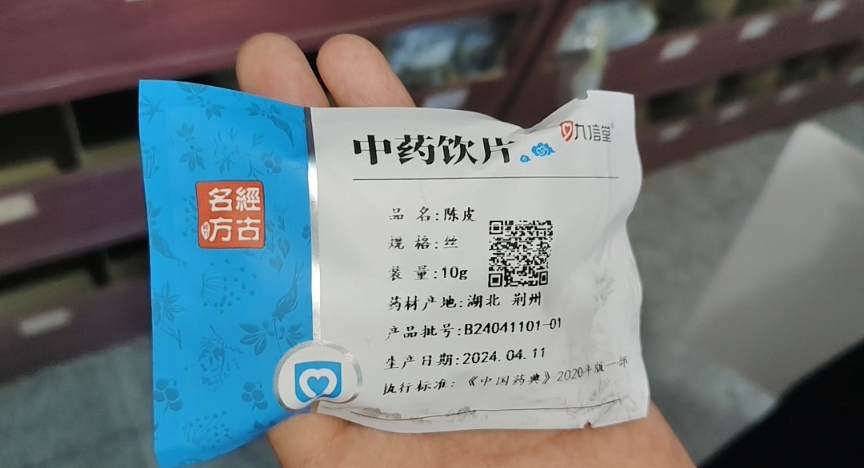 經古
名方
中药饮片
九信堂
品 名:陈皮
规 格:丝
装 量:10g
药材产地:湖北 荆州
产品批号:B24041101-01
生产日期:2024.04.11
执行标准:《中国药典》2020年版一部